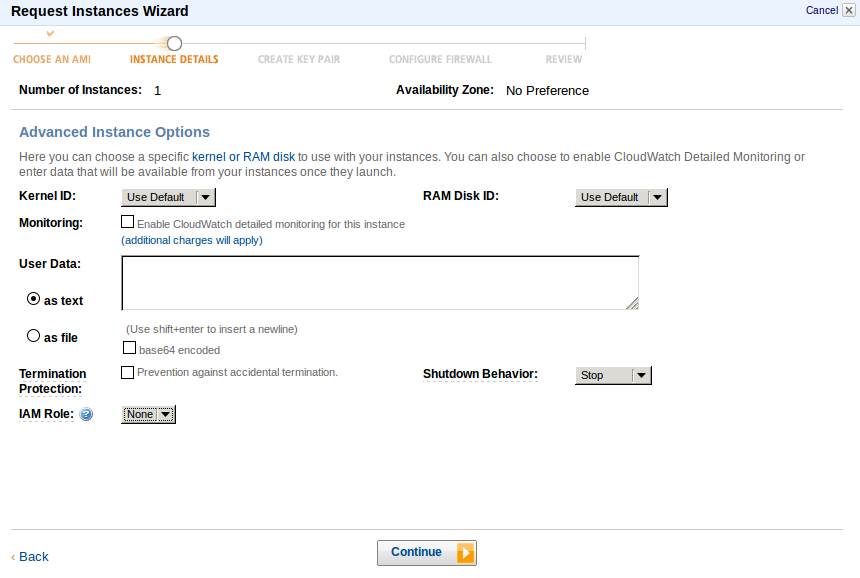 Request Instances Wizard
Cancel
CHOOSE AN AMI INSTANCE DETAILS CREATE KEY PAIR CONFIGURE FIREWALL REVIEW
Number of Instances: 1 Availability Zone: No Preference
Advanced Instance Options
Here you can choose a specific kernel or RAM disk to use with your instances. You can also choose to enable CloudWatch Detailed Monitoring or
enter data that will be available from your instances once they launch.
Kernel ID: Use Default RAM Disk ID: Use Default
Monitoring: Enable CloudWatch detailed monitoring for this instance
(additional charges will apply)
User Data:
as text
as file
(Use shift+enter to insert a newline)
base64 encoded
Termination
Protection:
Prevention against accidental termination.
Shutdown Behavior: Stop
IAM Role: ? None
‹ Back
Continue